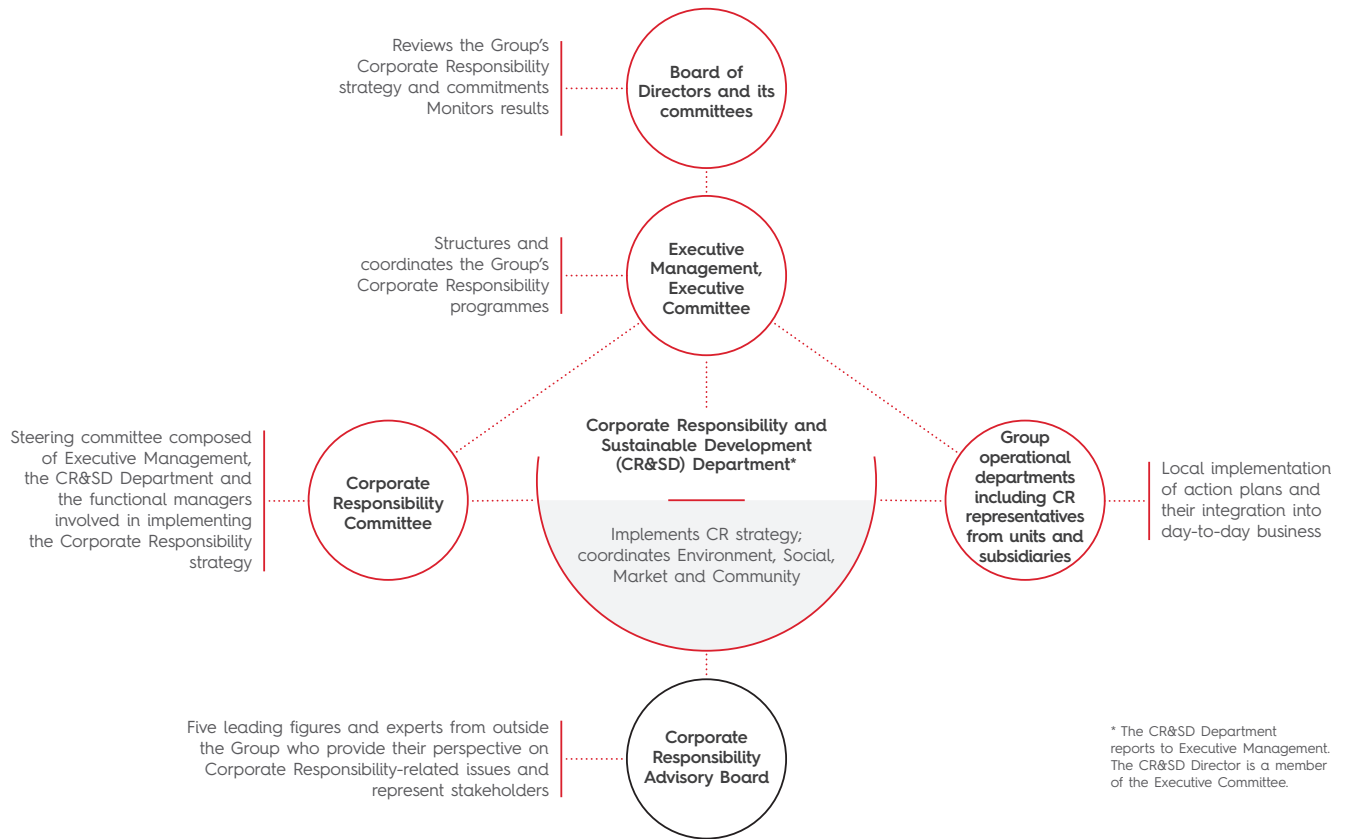 Reviews the Group's
Corporate Responsibility
strategy and commitments
Monitors results
Board of
Directors and its
committees
Structures and
coordinates the Group's
Corporate Responsibility
programmes
Executive
Management,
Executive
Committee
Steering committee composed
of Executive Management,
the CR&SD Department and
the functional managers
involved in implementing
the Corporate Responsibility
strategy
Corporate
Responsibility
Committee
Corporate Responsibility and
Sustainable Development
(CR&SD) Department*
Implements CR strategy;
coordinates Environment, Social,
Market and Community
Group
operational
departments
including CR
representatives
from units and
subsidiaries
Local implementation
of action plans and
their integration into
day-to-day business
Five leading figures and experts from outside
the Group who provide their perspective on
Corporate Responsibility-related issues and
represent stakeholders
Corporate
Responsibility
Advisory Board
* The CR&SD Department
reports to Executive Management.
The CR&SD Director is a member
of the Executive Committee.